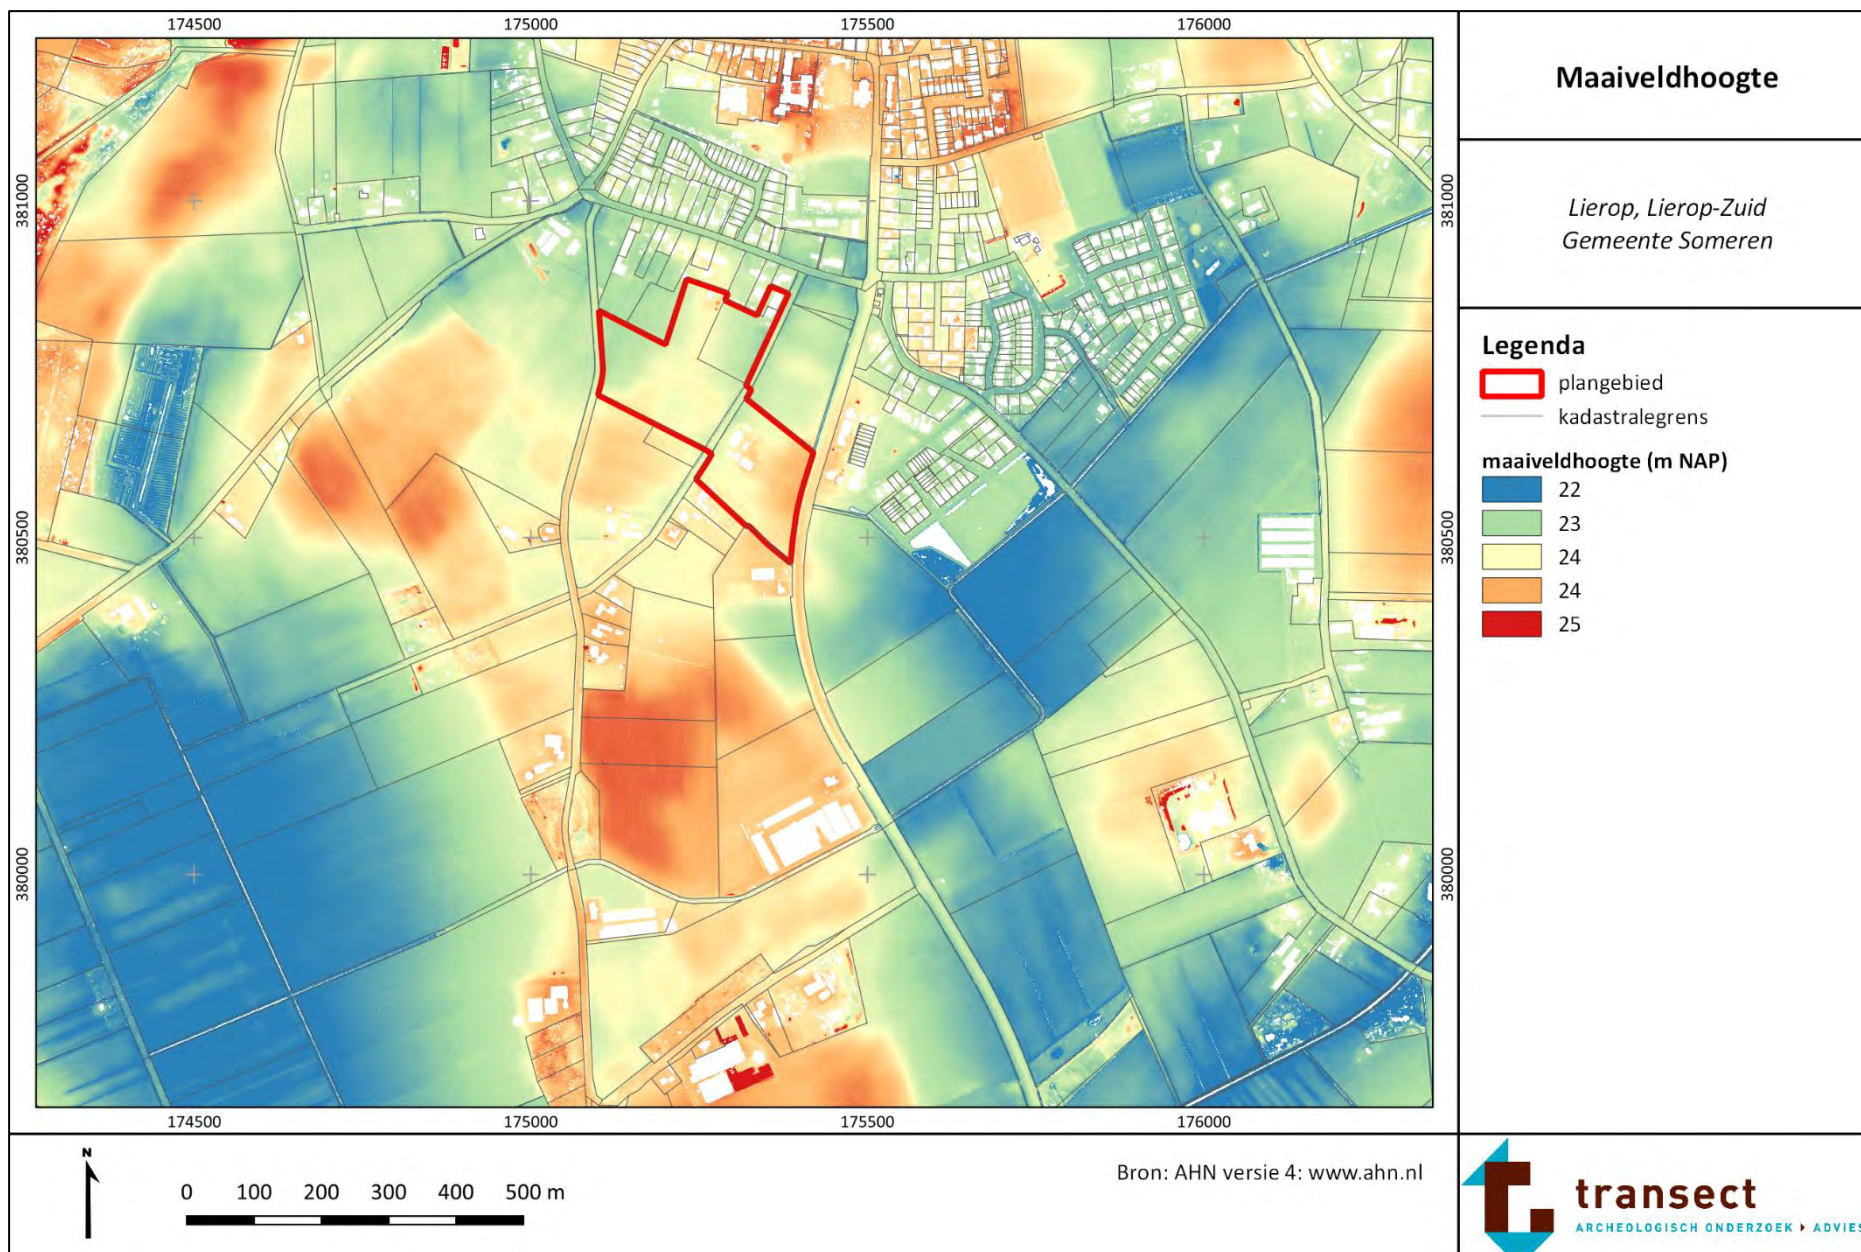 174500 175000 175500 176000
381000
380500
380000
381000
380500
380000
174500 175000 175500 176000
Maaiveldhoogte
Lierop, Lierop-Zuid
Gemeente Someren
Legenda
plangebied
kadastralegrens
maaiveldhoogte (m NAP)
22
23
24
24
25
N
0 100 200 300 400 500 m
Bron: AHN versie 4: www.ahn.nl
transect
ARCHEOLOGISCH ONDERZOEK ADVIES